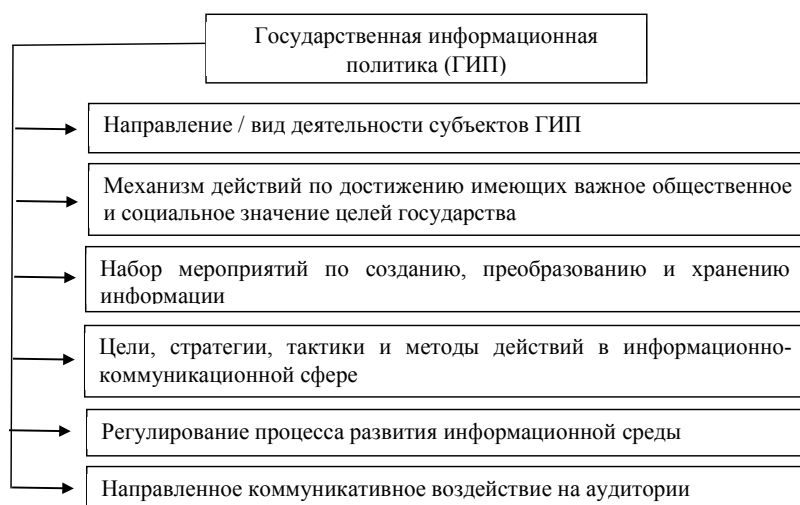 Государственная информационная
политика (ГИП)
Направление / вид деятельности субъектов ГИП
Механизм действий по достижению имеющих важное общественное
и социальное значение целей государства
Набор мероприятий по созданию, преобразованию и хранению
информации
Цели, стратегии, тактики и методы действий в информационно-
коммуникационной сфере
Регулирование процесса развития информационной среды
Направленное коммуникативное воздействие на аудитории